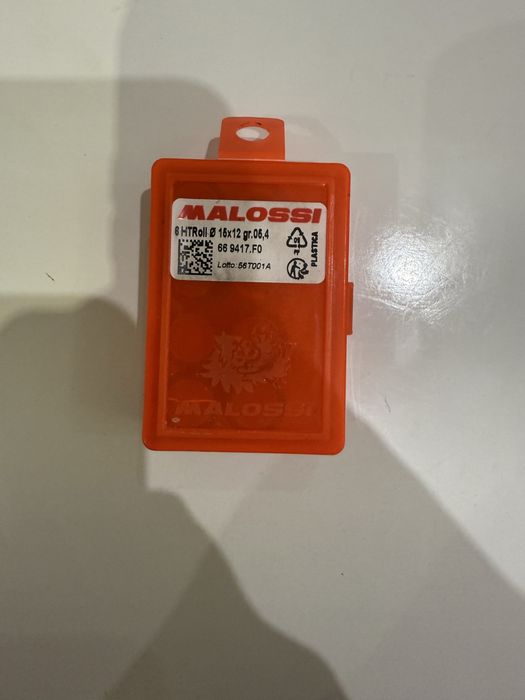 MALOSSI
6 HTRoll Ø 15x12 gr.05,4
66 9417.F0
Lotto: 56T001A
PLASTICA
MALOSSI